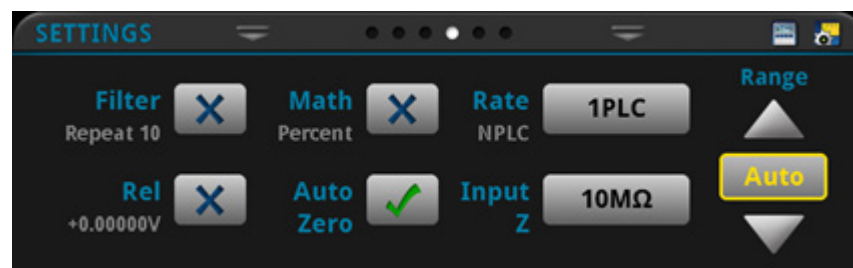 SETTINGS
Filter
Repeat 10
Math
Percent
Rate
NPLC
1PLC
Range
Rel
+0.00000V
Auto
Zero
Input
Z
10MΩ
Auto